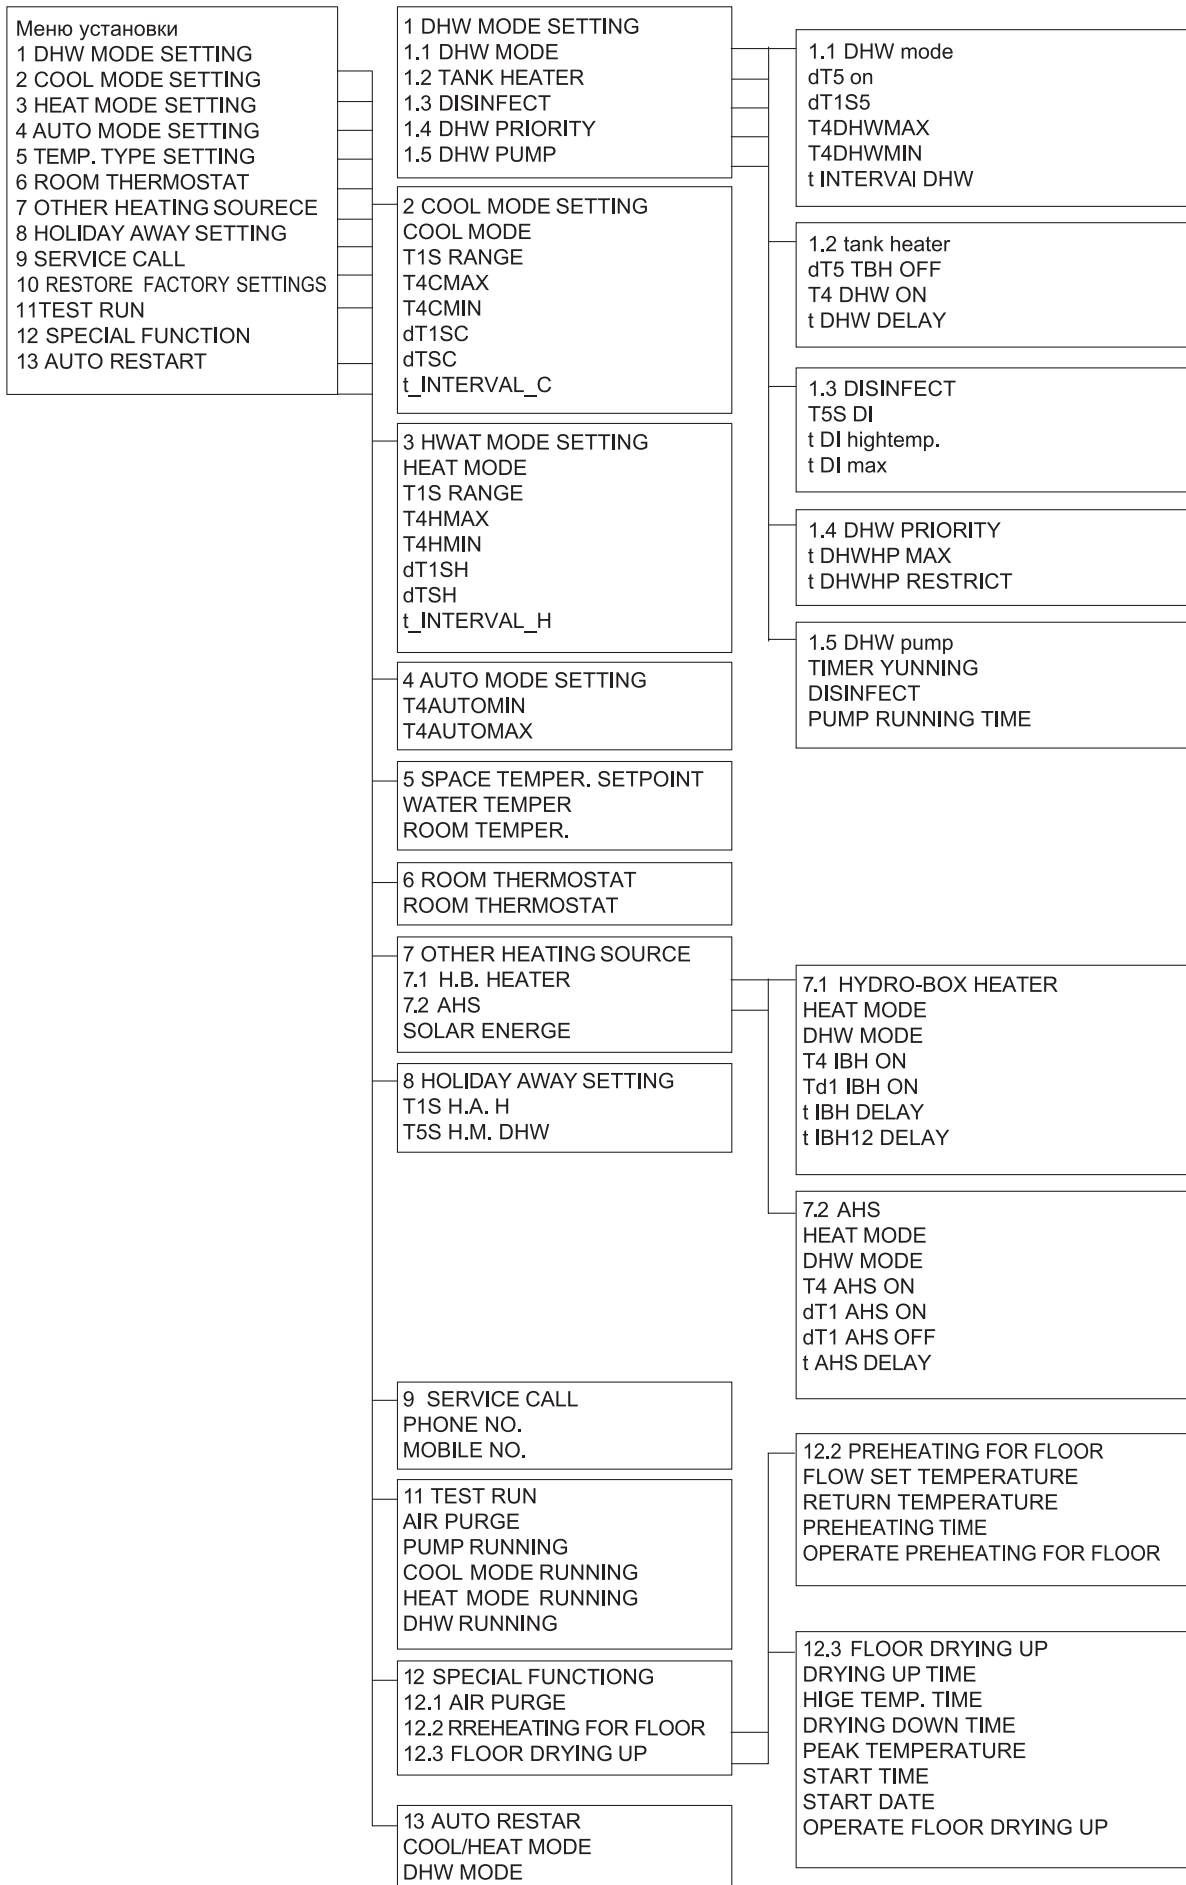 Меню установки
1 DHW MODE SETTING
2 COOL MODE SETTING
3 HEAT MODE SETTING
4 AUTO MODE SETTING
5 TEMP. TYPE SETTING
6 ROOM THERMOSTAT
7 OTHER HEATING SOURECE
8 HOLIDAY AWAY SETTING
9 SERVICE CALL
10 RESTORE FACTORY SETTINGS
11TEST RUN
12 SPECIAL FUNCTION
13 AUTO RESTART
1 DHW MODE SETTING
1.1 DHW MODE
1.2 TANK HEATER
1.3 DISINFECT
1.4 DHW PRIORITY
1.5 DHW PUMP
2 COOL MODE SETTING
COOL MODE
T1S RANGE
T4CMAX
T4CMIN
dT1SC
dTSC
t_INTERVAL_C
3 HWAT MODE SETTING
HEAT MODE
T1S RANGE
T4HMAX
T4HMIN
dT1SH
dTSH
t_INTERVAL_H
4 AUTO MODE SETTING
T4AUTOMIN
T4AUTOMAX
5 SPACE TEMPER. SETPOINT
WATER TEMPER
ROOM TEMPER.
6 ROOM THERMOSTAT
ROOM THERMOSTAT
7 OTHER HEATING SOURCE
7.1 H.B. HEATER
7.2 AHS
SOLAR ENERGE
8 HOLIDAY AWAY SETTING
T1S H.A. H
T5S H.M. DHW
9 SERVICE CALL
PHONE NO.
MOBILE NO.
11 TEST RUN
AIR PURGE
PUMP RUNNING
COOL MODE RUNNING
HEAT MODE RUNNING
DHW RUNNING
12 SPECIAL FUNCTIONG
12.1 AIR PURGE
12.2 RREHEATING FOR FLOOR
12.3 FLOOR DRYING UP
13 AUTO RESTAR
COOL/HEAT MODE
DHW MODE
1.1 DHW mode
dT5 on
dT1S5
T4DHWMAX
T4DHWMIN
t INTERVAl DHW
1.2 tank heater
dT5 TBH OFF
T4 DHW ON
t DHW DELAY
1.3 DISINFECT
T5S DI
t DI hightemp.
t DI max
1.4 DHW PRIORITY
t DHWHP MAX
t DHWHP RESTRICT
1.5 DHW pump
TIMER YUNNING
DISINFECT
PUMP RUNNING TIME
7.1 HYDRO-BOX HEATER
HEAT MODE
DHW MODE
T4 IBH ON
Td1 IBH ON
t IBH DELAY
t IBH12 DELAY
7.2 AHS
HEAT MODE
DHW MODE
T4 AHS ON
dT1 AHS ON
dT1 AHS OFF
t AHS DELAY
12.2 PREHEATING FOR FLOOR
FLOW SET TEMPERATURE
RETURN TEMPERATURE
PREHEATING TIME
OPERATE PREHEATING FOR FLOOR
12.3 FLOOR DRYING UP
DRYING UP TIME
HIGE TEMP. TIME
DRYING DOWN TIME
PEAK TEMPERATURE
START TIME
START DATE
OPERATE FLOOR DRYING UP